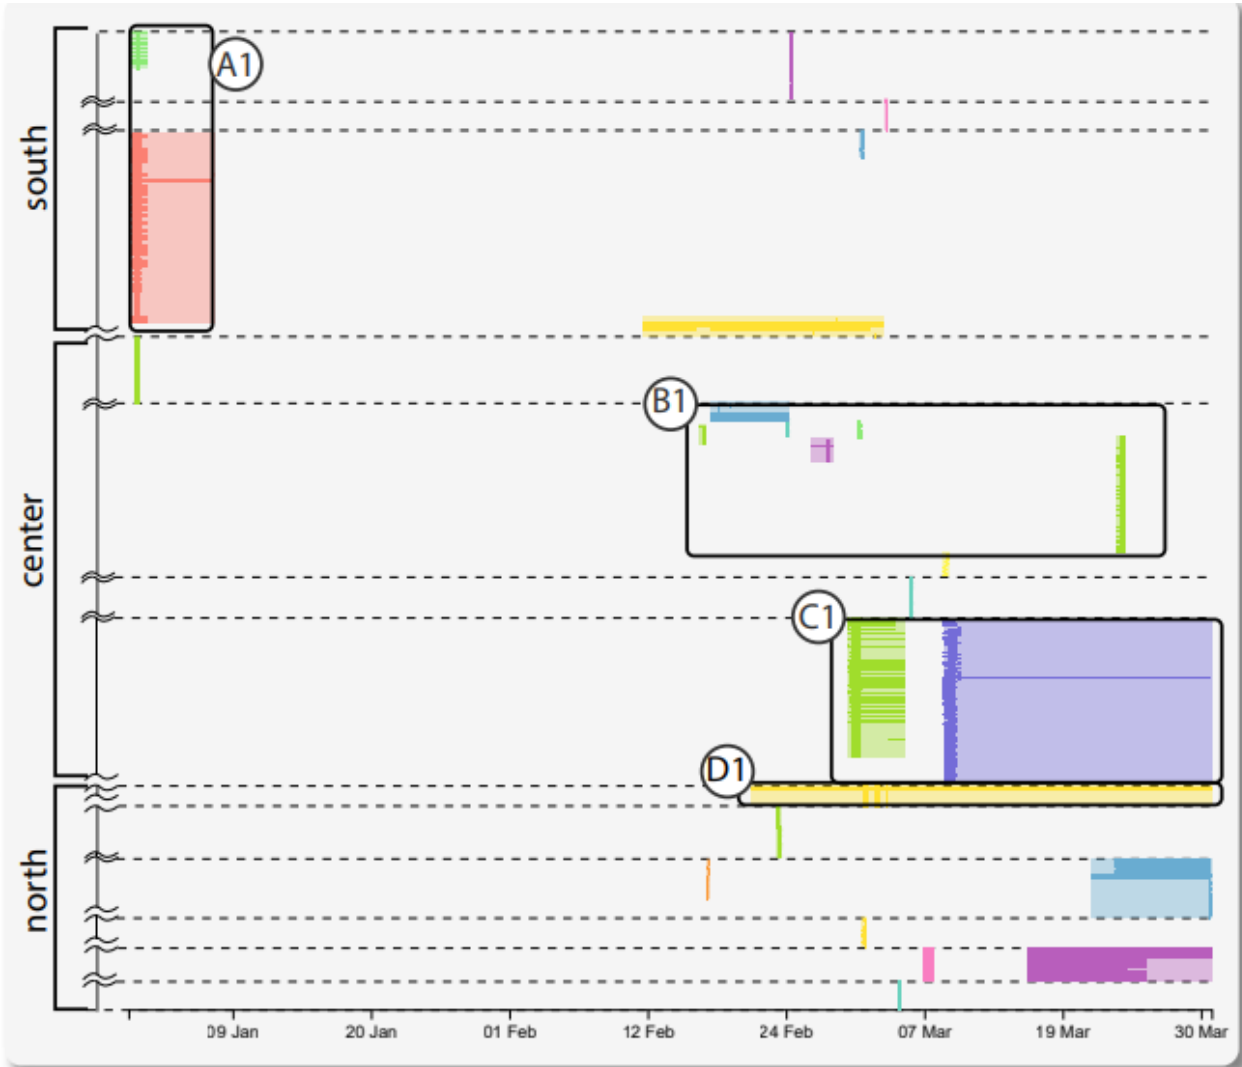 south
A1
center
B1
C1
D1
north
09 Jan
20 Jan
01 Feb
12 Feb
24 Feb
07 Mar
19 Mar
30 Mar